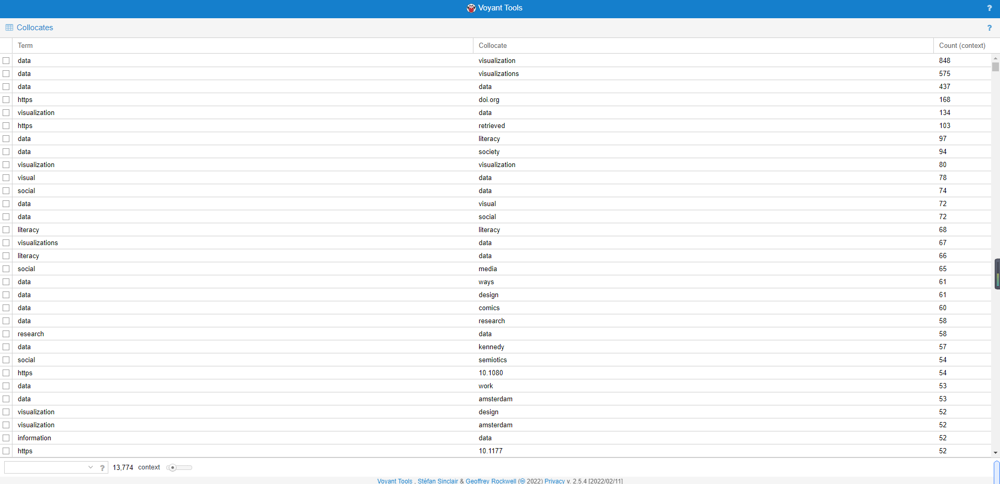 Voyant Tools ?
Collocates ?
Term Collocate Count (context)
data visualization 848
data visualizations 575
data data 437
https doi.org 168
visualization data 134
https retrieved 103
data literacy 97
data society 94
visualization visualization 80
visual data 78
social data 74
data visual 72
data social 72
literacy literacy 68
visualizations data 67
literacy data 66
social media 65
data ways 61
data design 61
data comics 60
data research 58
research data 58
data kennedy 57
social semiotics 54
https 10.1080 54
data work 53
data amsterdam 53
visualization design 52
visualization amsterdam 52
information data 52
https 10.1177 52
? 13,774 context
Voyant Tools , Stéfan Sinclair & Geoffrey Rockwell (🄯 2022) Privacy v. 2.5.4 [2022/02/11]